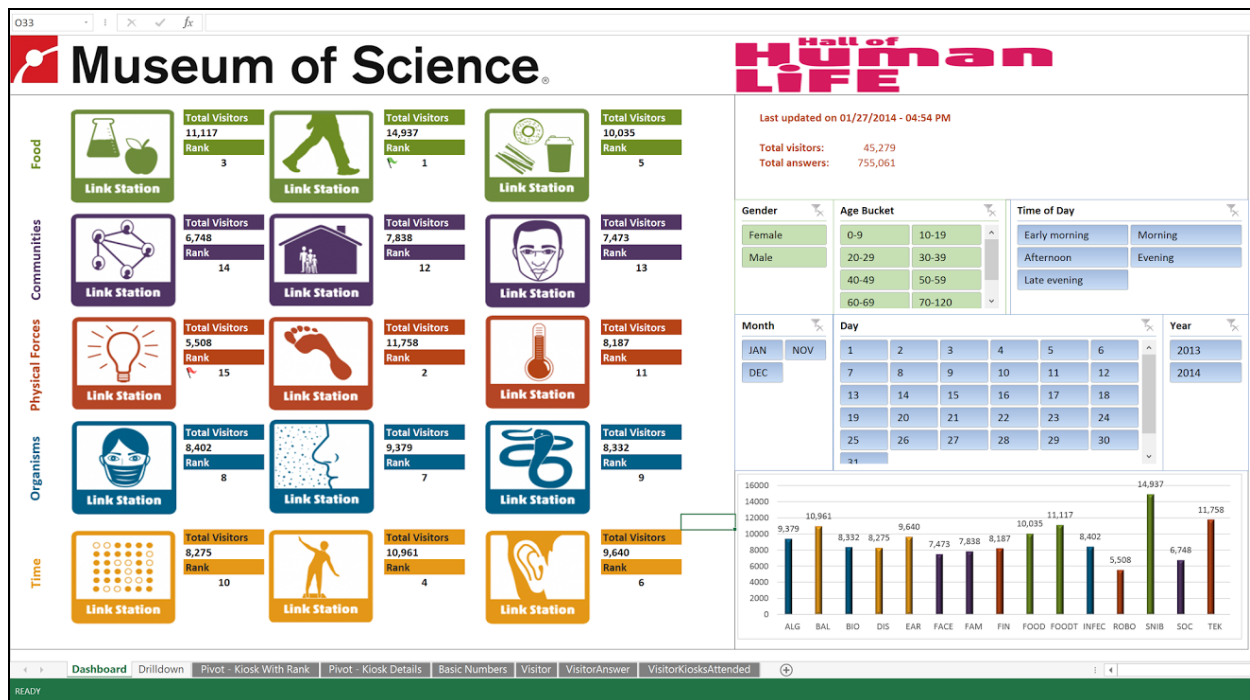 O33
fx
Museum of Science®
Hall of
Human
LiFE
Food
Total Visitors
11,117
Rank
3
Link Station
Total Visitors
14,937
Rank
1
Link Station
Total Visitors
10,035
Rank
5
Link Station
Communities
Total Visitors
6,748
Rank
14
Link Station
Total Visitors
7,838
Rank
12
Link Station
Total Visitors
7,473
Rank
13
Link Station
Physical Forces
Total Visitors
5,508
Rank
15
Link Station
Total Visitors
11,758
Rank
2
Link Station
Total Visitors
8,187
Rank
11
Link Station
Organisms
Total Visitors
8,402
Rank
8
Link Station
Total Visitors
9,379
Rank
7
Link Station
Total Visitors
8,332
Rank
9
Link Station
Time
Total Visitors
8,275
Rank
10
Link Station
Total Visitors
10,961
Rank
4
Link Station
Total Visitors
9,640
Rank
6
Link Station
Last updated on 01/27/2014 - 04:54 PM
Total visitors: 45,279
Total answers: 755,061
Gender
Female
Male
Age Bucket
0-9 10-19
20-29 30-39
40-49 50-59
60-69 70-120
Time of Day
Early morning Morning
Afternoon Evening
Late evening
Month
JAN NOV
DEC
Day
1 2 3 4 5 6
7 8 9 10 11 12
13 14 15 16 17 18
19 20 21 22 23 24
25 26 27 28 29 30
31
Year
2013
2014
16000
14000
12000
10000
8000
6000
4000
2000
0
9,379 10,961 8,332 8,275 9,640 7,473 7,838 8,187 10,035 11,117 8,402 5,508 14,937 6,748 11,758
ALG BAL BIO DIS EAR FACE FAM FIN FOOD FOODT INFEC ROBO SNIB SOC TEK
Dashboard Drilldown Pivot - Kiosk With Rank Pivot - Kiosk Details Basic Numbers Visitor VisitorAnswer VisitorKiosksAttended
READY